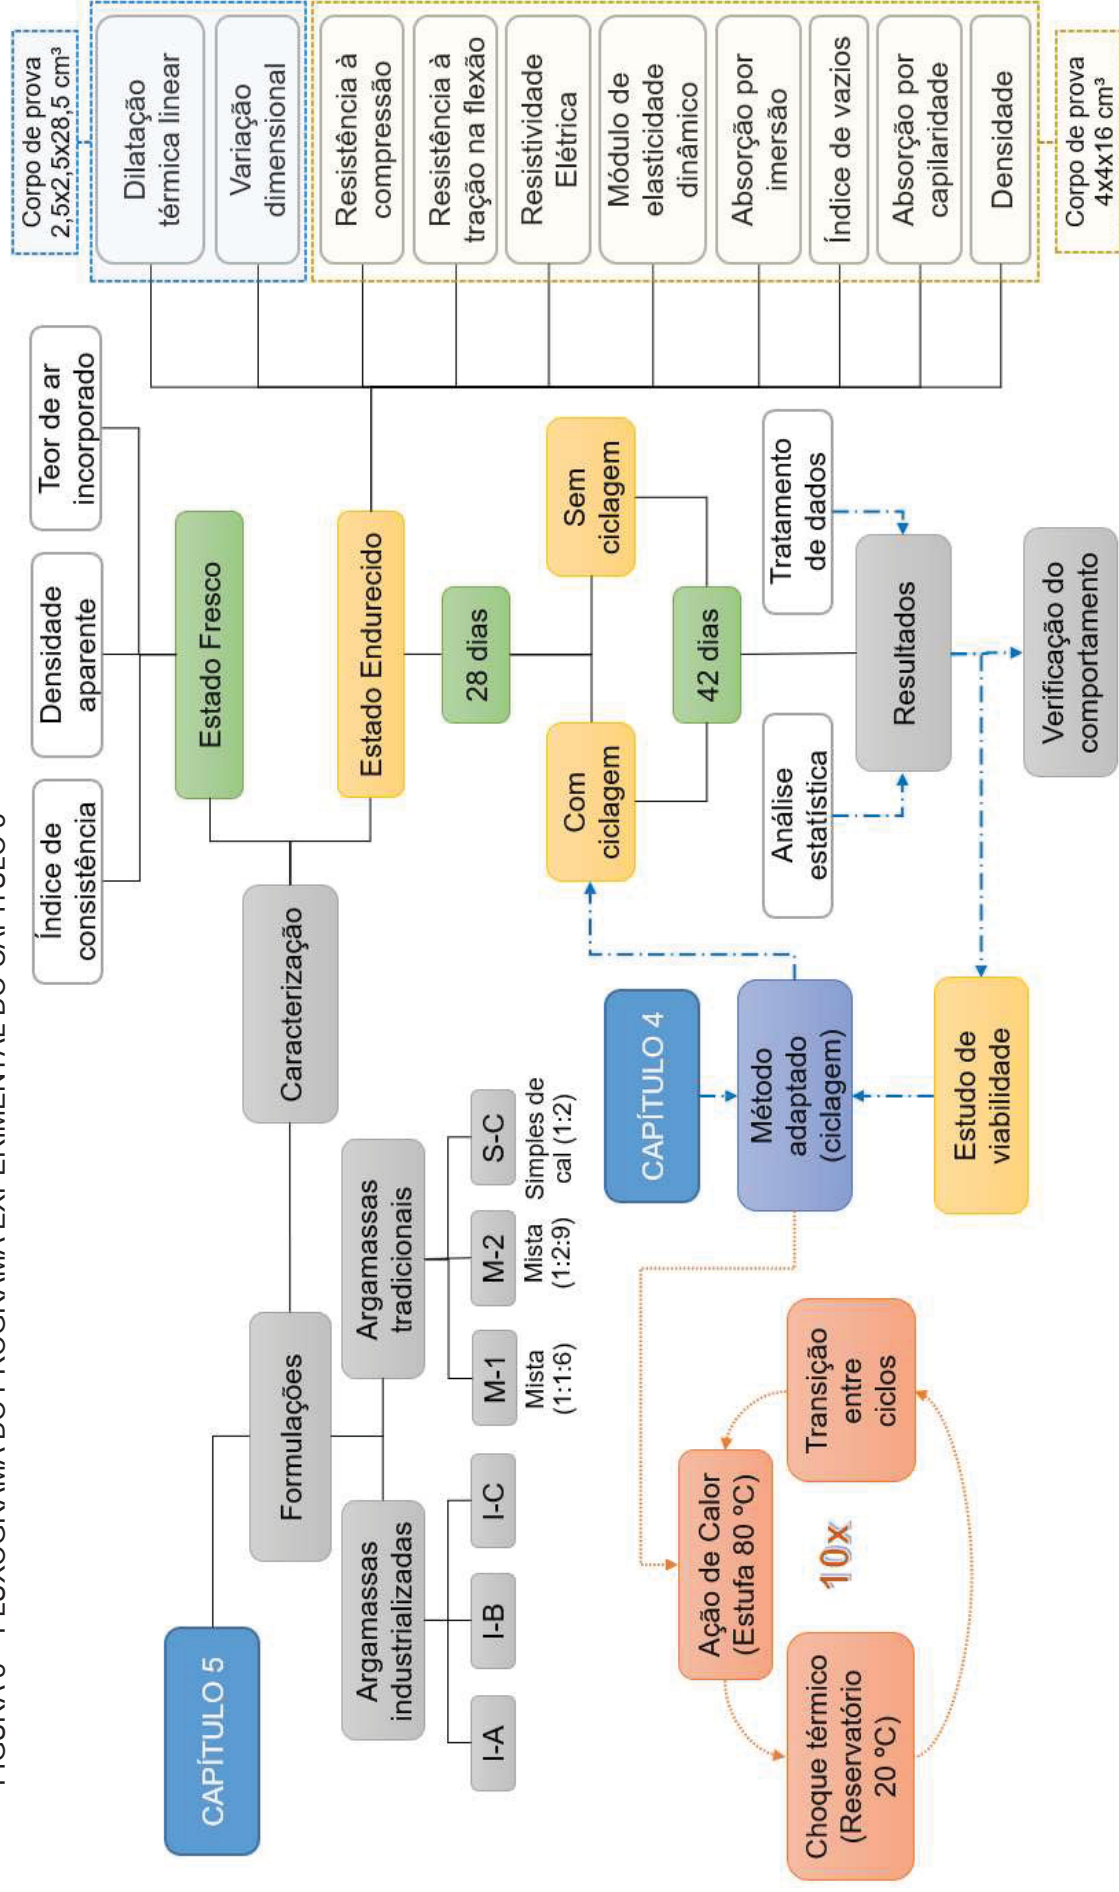 CAPÍTULO 5
Formulações
Argamassas
industrializadas
I-A
I-B
I-C
Argamassas
tradicionais
M-1
Mista
(1:1:6)
M-2
Mista
(1:2:9)
S-C
Simples de
cal (1:2)
Caracterização
Estado Fresco
Índice de
consistência
Densidade
aparente
Teor de ar
incorporado
Estado Endurecido
Corpo de prova
2,5x2,5x28,5 cm³
Dilatação
térmica linear
Variação
dimensional
Resistência à
compressão
Resistência à
tração na flexão
Resistividade
Elétrica
Módulo de
elasticidade
dinâmico
Absorção por
imersão
Índice de vazios
Absorção por
capilaridade
Densidade
Corpo de prova
4x4x16 cm³
28 dias
Com
ciclagem
Sem
ciclagem
42 dias
Análise
estatística
Tratamento
de dados
Resultados
Verificação do
comportamento
CAPÍTULO 4
Método
adaptado
(ciclagem)
Estudo de
viabilidade
Ação de Calor
(Estufa 80 ºC)
10x
Choque térmico
(Reservatório
20 ºC)
Transição
entre
ciclos